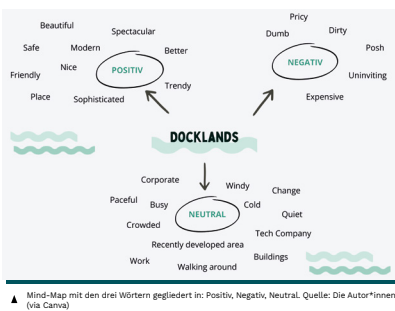 Beautiful
Spectacular
Safe
Modern
Better
Nice
POSITIV
Friendly
Trendy
Place
Sophisticated
Pricy
Dumb
Dirty
Posh
NEGATIV
Uninviting
Expensive
DOCKLANDS
Corporate
Windy
Change
Paceful
Busy
Cold
NEUTRAL
Quiet
Crowded
Tech Company
Recently developed area
Work
Walking around
Buildings
Mind-Map mit den drei Wörtern gegliedert in: Positiv, Negativ, Neutral. Quelle: Die Autor*innen
(via Canva)